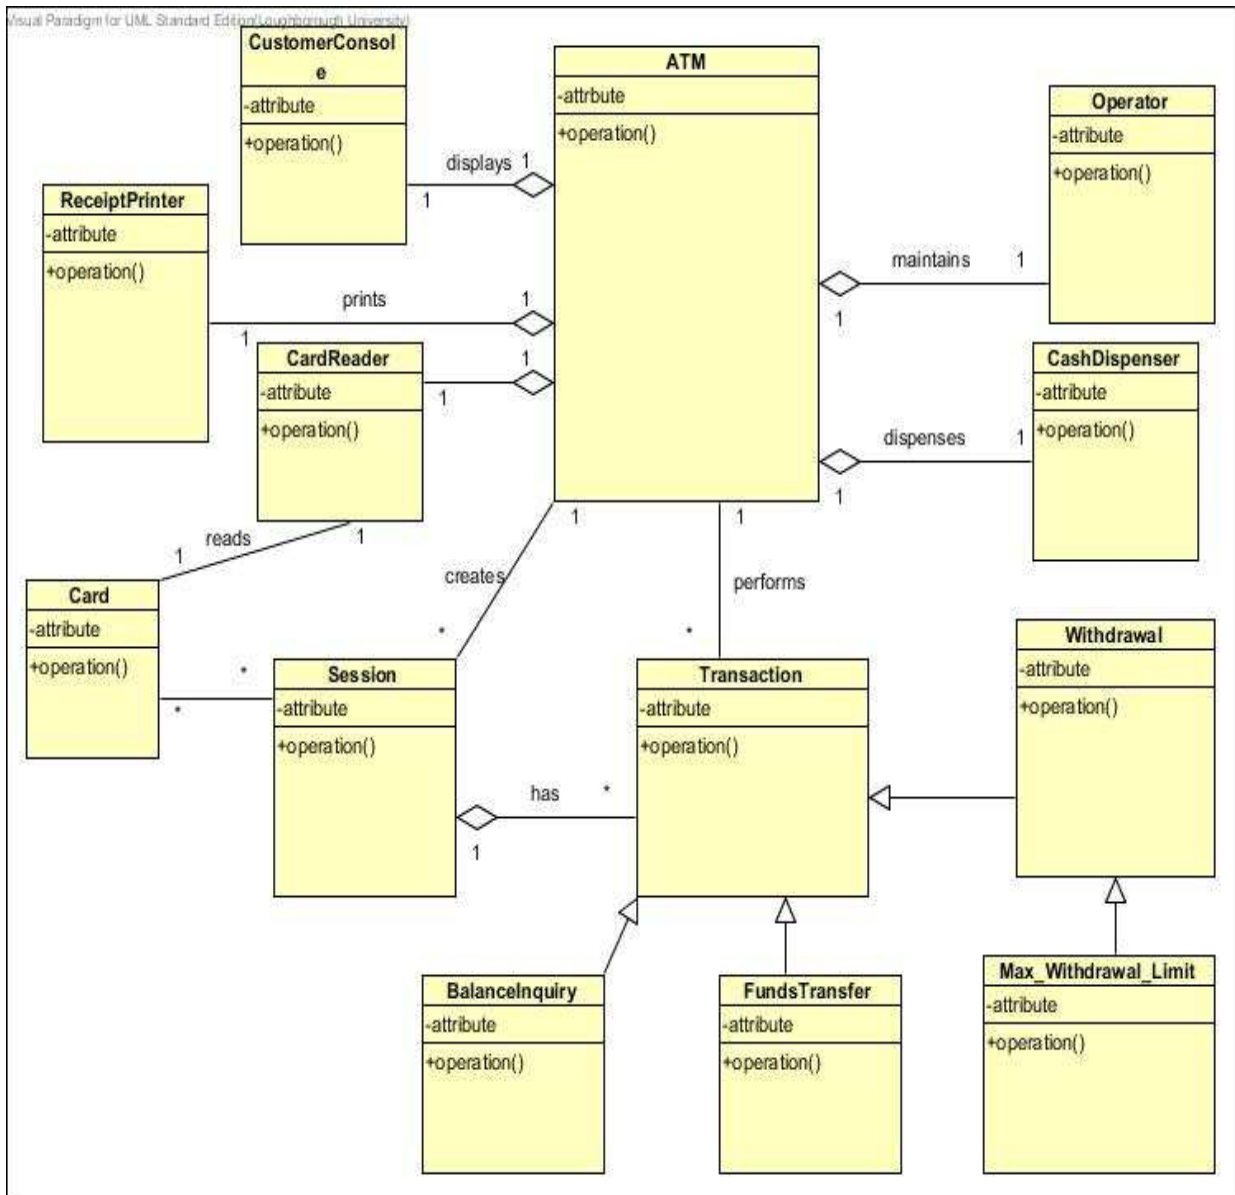 Visual Paradigm for UML Standard Edition(Loughborough University)
CustomerConsol
e
-attribute
+operation()
ATM
-attrbute
+operation()
Operator
-attribute
+operation()
displays
1
1
ReceiptPrinter
-attribute
+operation()
maintains
1
1
prints
1
1
CardReader
-attribute
+operation()
1
1
CashDispenser
-attribute
+operation()
dispenses
1
1
reads
1
1
creates
1
*
performs
1
*
Card
-attribute
+operation()
*
*
Session
-attribute
+operation()
Transaction
-attribute
+operation()
Withdrawal
-attribute
+operation()
has
*
1
BalanceInquiry
-attribute
+operation()
FundsTransfer
-attribute
+operation()
Max_Withdrawal_Limit
-attribute
+operation()